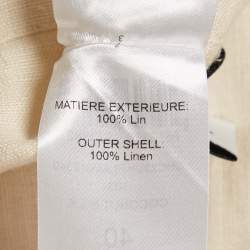 MATIERE EXTERIEURE:
100% Lin
OUTER SHELL:
100% Linen